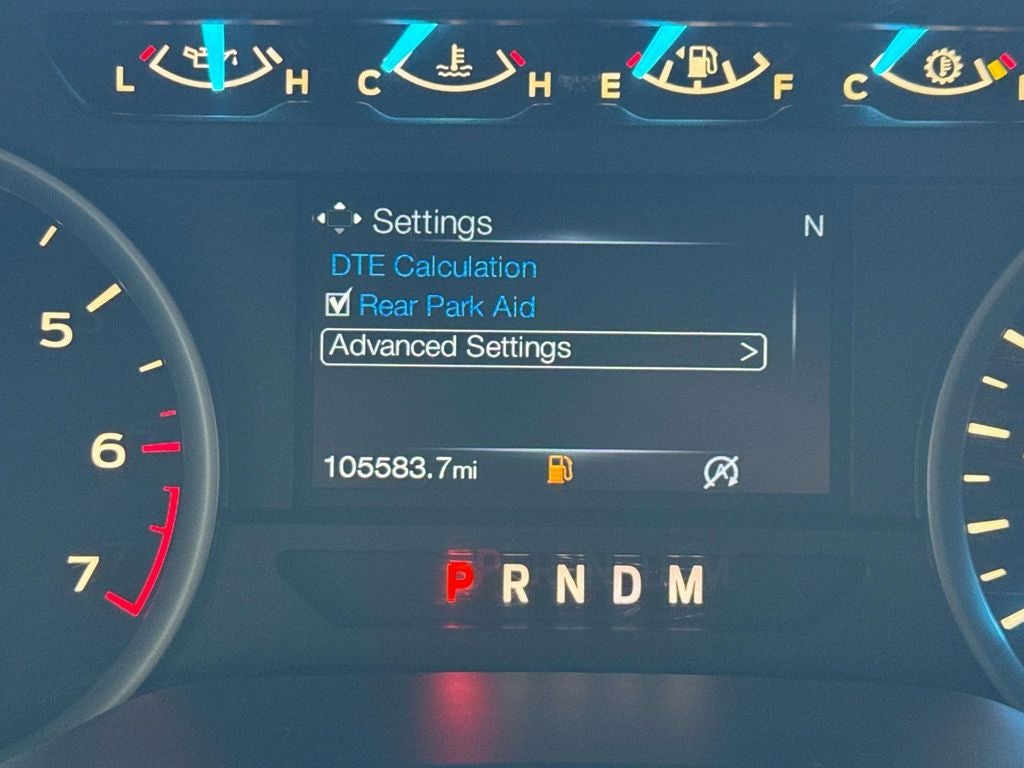 L H C H E F C
Settings N
DTE Calculation
Rear Park Aid
Advanced Settings >
105583.7mi
5
6
7
P R N D M